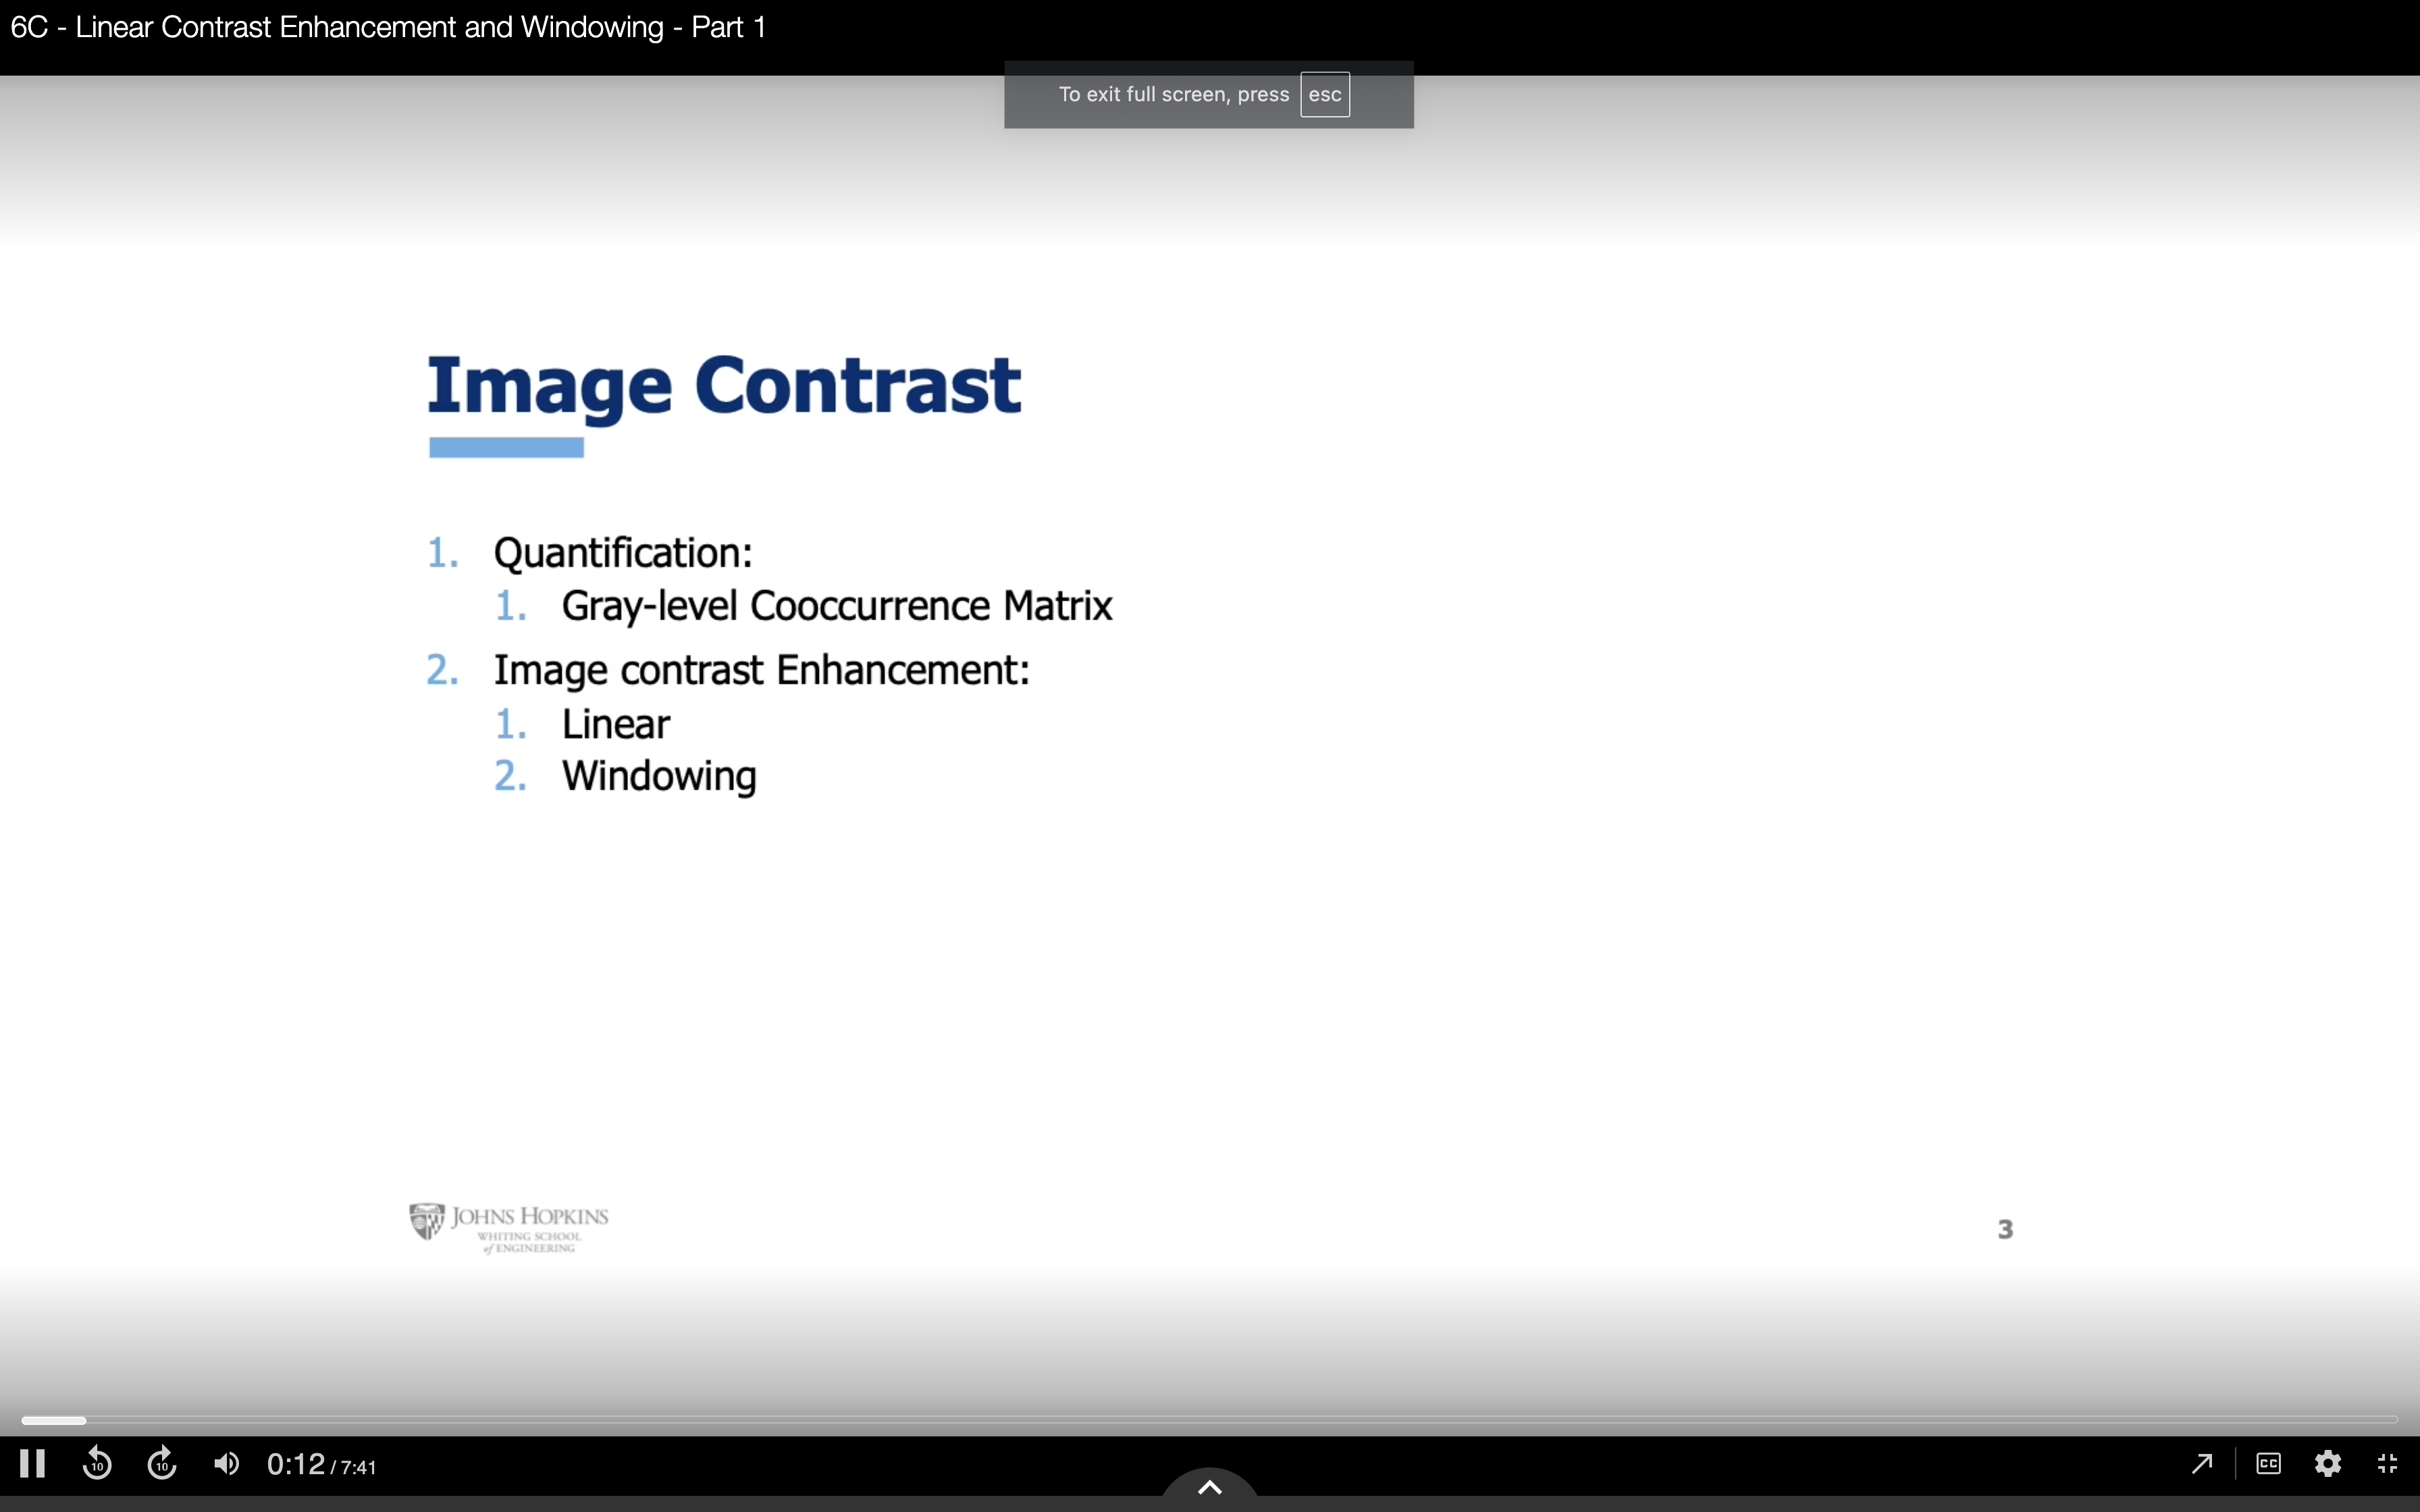 6C - Linear Contrast Enhancement and Windowing - Part 1
To exit full screen, press esc
Image Contrast
1. Quantification:
1. Gray-level Cooccurrence Matrix
2. Image contrast Enhancement:
1. Linear
2. Windowing
JOHNS HOPKINS
WHITING SCHOOL
of ENGINEERING
3
10 10 0:12 / 7:41 CC